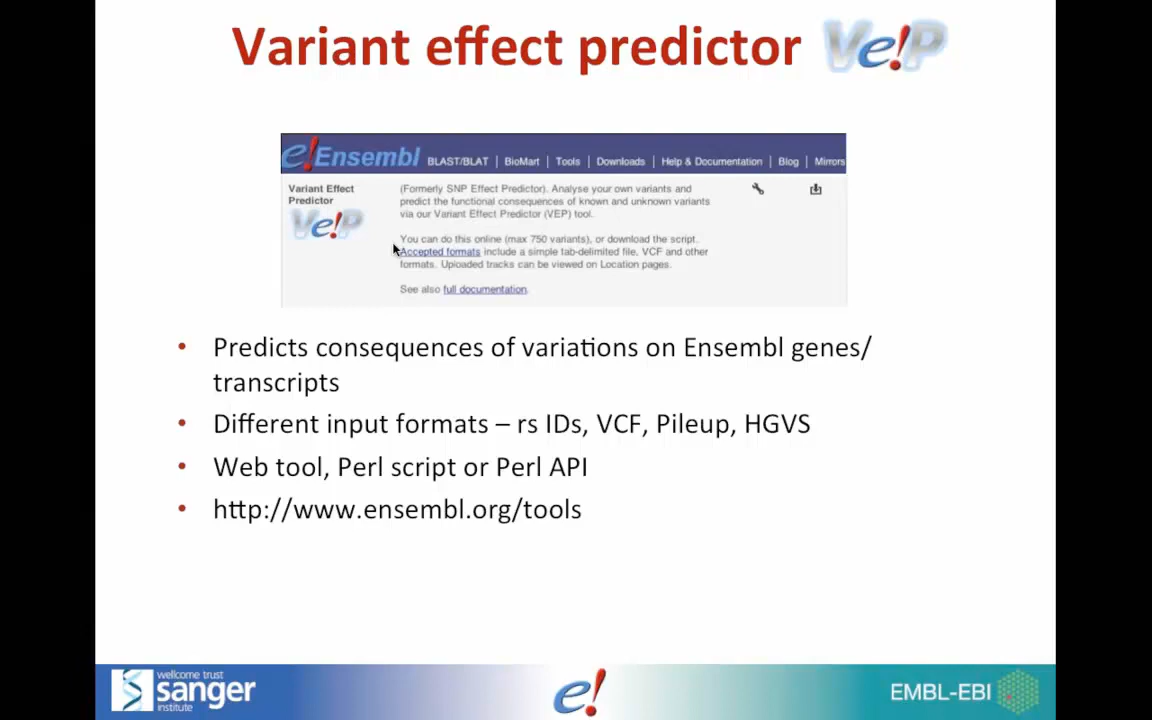 Variant effect predictor Ve!P
e!Ensembl BLAST/BLAT | BioMart | Tools | Downloads | Help & Documentation | Blog | Mirrors
Variant Effect
Predictor
Ve!P
(Formerly SNP Effect Predictor). Analyse your own variants and
predict the functional consequences of known and unknown variants
via our Variant Effect Predictor (VEP) tool.
You can do this online (max 750 variants), or download the script.
Accepted formats include a simple tab-delimited file, VCF and other
formats. Uploaded tracks can be viewed on Location pages.
See also full documentation.
• Predicts consequences of variations on Ensembl genes/
transcripts
• Different input formats – rs IDs, VCF, Pileup, HGVS
• Web tool, Perl script or Perl API
• http://www.ensembl.org/tools
wellcome trust
sanger
institute
e!
EMBL-EBI